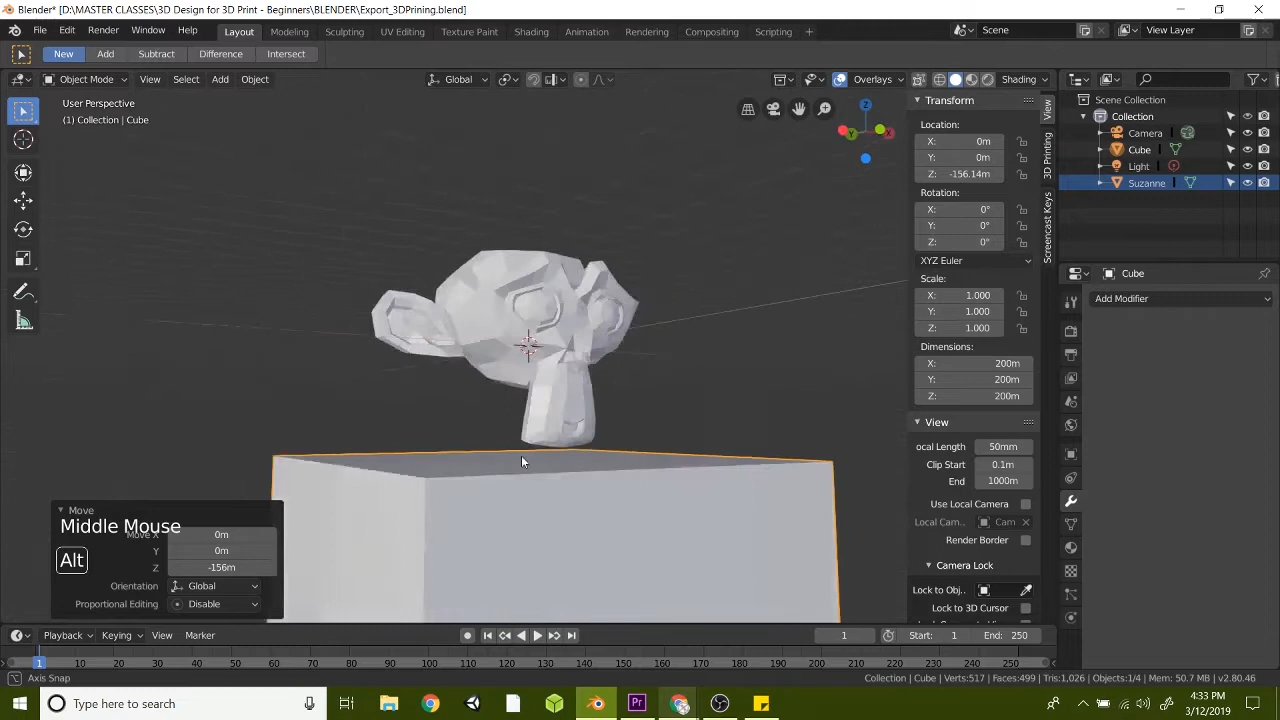 Blender* [D:\MASTER CLASSES\3D Design for 3D Print - Beginners\BLENDER\Export_3DPrining.blend]
File Edit Render Window Help Layout Modeling Sculpting UV Editing Texture Paint Shading Animation Rendering Compositing Scripting + Scene View Layer
New Add Subtract Difference Intersect
Object Mode View Select Add Object Global Overlays Shading
User Perspective
(1) Collection | Cube
Z
Y
X
Transform
Location:
X: 0m
Y: 0m
Z: -156.14m
Rotation:
X: 0°
Y: 0°
Z: 0°
XYZ Euler
Scale:
X: 1.000
Y: 1.000
Z: 1.000
Dimensions:
X: 200m
Y: 200m
Z: 200m
View
ocal Length 50mm
Clip Start 0.1m
End 1000m
Use Local Camera
Local Cam.. Cam
Render Border
Camera Lock
Lock to Obj..
Lock to 3D Cursor
View
3D Printing
Screencast Keys
Scene Collection
Collection
Camera
Cube
Light
Suzanne
Cube
Add Modifier
Move
Middle Mouse
Move X 0m
Y 0m
Alt
Z -156m
Orientation Global
Proportional Editing Disable
Playback Keying View Marker 1 Start: 1 End: 250
1 10 20 30 40 50 60 70 80 90 100 110 120 130 140 150 160 170 180 190 200 210 220 230 240 250
Axis Snap Collection | Cube | Verts:517 | Faces:499 | Tris:1,026 | Objects:1/4 | Mem: 50.7 MB | v2.80.46
Type here to search
4:33 PM
3/12/2019